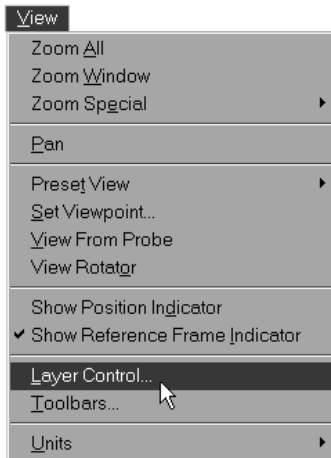 View
Zoom All
Zoom Window
Zoom Special
Pan
Preset View
Set Viewpoint...
View From Probe
View Rotator
Show Position Indicator
Show Reference Frame Indicator
Layer Control...
Toolbars...
Units